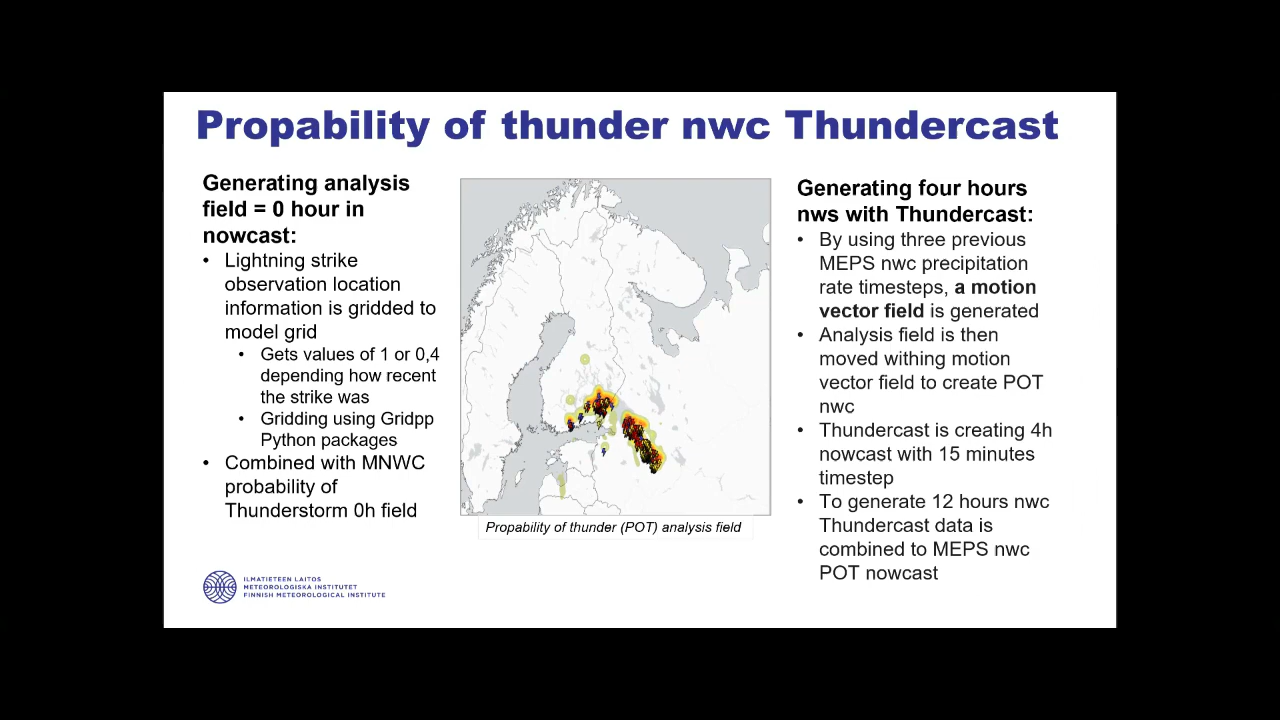 Propability of thunder nwc Thundercast
Generating analysis
field = 0 hour in
nowcast:
• Lightning strike
observation location
information is gridded to
model grid
• Gets values of 1 or 0,4
depending how recent
the strike was
• Gridding using Gridpp
Python packages
• Combined with MNWC
probability of
Thunderstorm 0h field
Propability of thunder (POT) analysis field
Generating four hours
nws with Thundercast:
• By using three previous
MEPS nwc precipitation
rate timesteps, a motion
vector field is generated
• Analysis field is then
moved withing motion
vector field to create POT
nwc
• Thundercast is creating 4h
nowcast with 15 minutes
timestep
• To generate 12 hours nwc
Thundercast data is
combined to MEPS nwc
POT nowcast
ILMATIETEEN LAITOS
METEOROLOGISKA INSTITUTET
FINNISH METEOROLOGICAL INSTITUTE